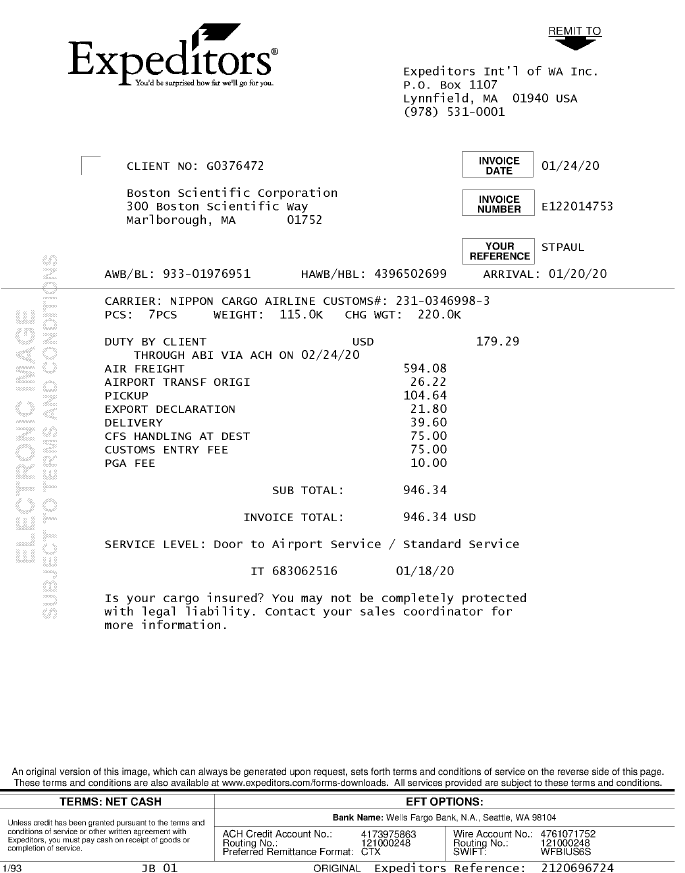 REMIT TO
Expeditors®
You'd be surprised how far we'll go for you.
Expeditors Int'l of WA Inc.
P.O. Box 1107
Lynnfield, MA 01940 USA
(978) 531-0001
CLIENT NO: G0376472
INVOICE DATE 01/24/20
Boston Scientific Corporation
300 Boston Scientific Way
Marlborough, MA 01752
INVOICE NUMBER E122014753
YOUR REFERENCE STPAUL
AWB/BL: 933-01976951 HAWB/HBL: 4396502699 ARRIVAL: 01/20/20
CARRIER: NIPPON CARGO AIRLINE CUSTOMS#: 231-0346998-3
PCS: 7PCS WEIGHT: 115.0K CHG WGT: 220.0K
DUTY BY CLIENT USD 179.29
THROUGH ABI VIA ACH ON 02/24/20
AIR FREIGHT 594.08
AIRPORT TRANSF ORIGI 26.22
PICKUP 104.64
EXPORT DECLARATION 21.80
DELIVERY 39.60
CFS HANDLING AT DEST 75.00
CUSTOMS ENTRY FEE 75.00
PGA FEE 10.00
SUB TOTAL: 946.34
INVOICE TOTAL: 946.34 USD
SERVICE LEVEL: Door to Airport Service / Standard Service
IT 683062516 01/18/20
Is your cargo insured? You may not be completely protected
with legal liability. Contact your sales coordinator for
more information.
ELECTRONIC IMAGE
SUBJECT TO TERMS AND CONDITIONS
An original version of this image, which can always be generated upon request, sets forth terms and conditions of service on the reverse side of this page.
These terms and conditions are also available at www.expeditors.com/forms-downloads. All services provided are subject to these terms and conditions.
TERMS: NET CASH
Unless credit has been granted pursuant to the terms and
conditions of service or other written agreement with
Expeditors, you must pay cash on receipt of goods or
completion of service.
EFT OPTIONS:
Bank Name: Wells Fargo Bank, N.A., Seattle, WA 98104
ACH Credit Account No.: 4173975863 Wire Account No.: 4761071752
Routing No.: 121000248 Routing No.: 121000248
Preferred Remittance Format: CTX SWIFT: WFBIUS6S
1/93 JB 01 ORIGINAL Expeditors Reference: 2120696724